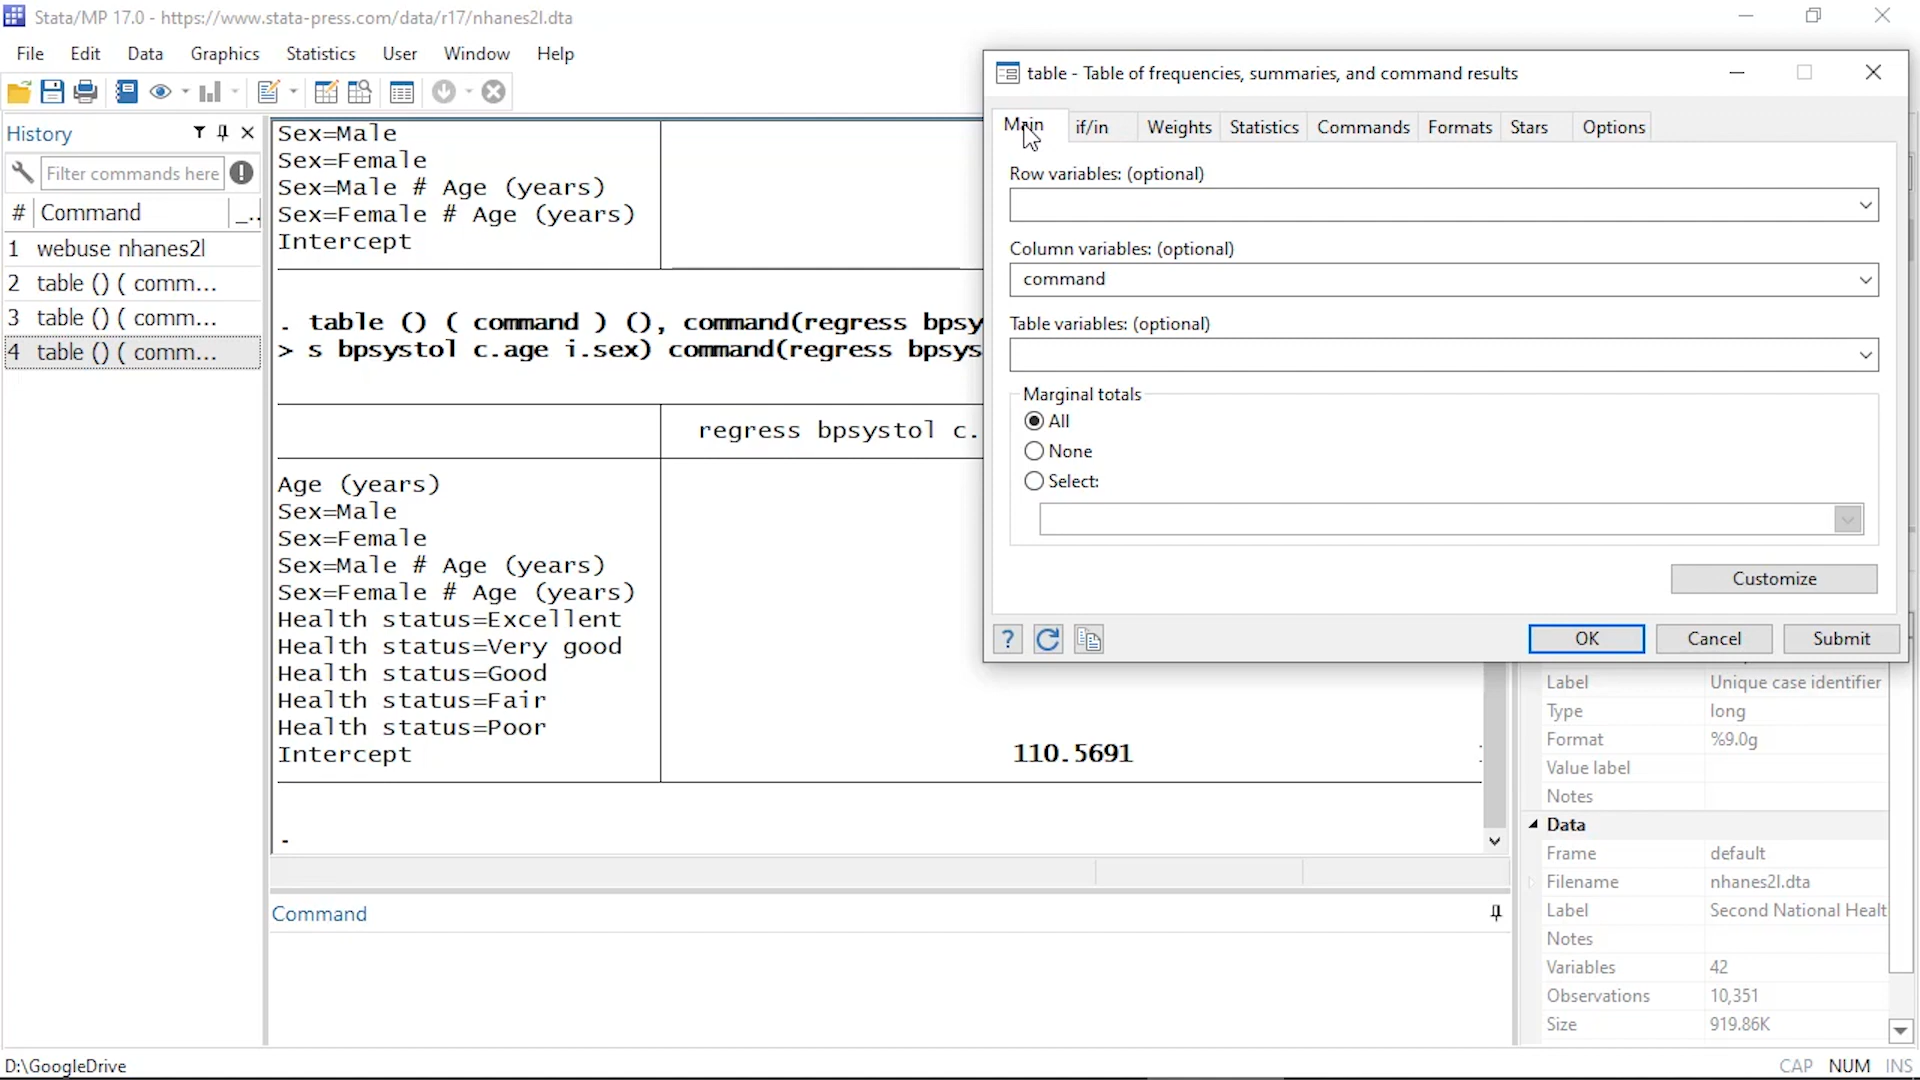 Stata/MP 17.0 - https://www.stata-press.com/data/r17/nhanes2l.dta
File Edit Data Graphics Statistics User Window Help
History
Filter commands here
# Command _..
1 webuse nhanes2l
2 table () ( comm...
3 table () ( comm...
4 table () ( comm...
Sex=Male
Sex=Female
Sex=Male # Age (years)
Sex=Female # Age (years)
Intercept
. table () ( command ) (), command(regress bpsy
> s bpsystol c.age i.sex) command(regress bpsys
regress bpsystol c.
Age (years)
Sex=Male
Sex=Female
Sex=Male # Age (years)
Sex=Female # Age (years)
Health status=Excellent
Health status=Very good
Health status=Good
Health status=Fair
Health status=Poor
Intercept 110.5691
.
Command
table - Table of frequencies, summaries, and command results
Main if/in Weights Statistics Commands Formats Stars Options
Row variables: (optional)
Column variables: (optional)
command
Table variables: (optional)
Marginal totals
All
None
Select:
Customize
? OK Cancel Submit
Label Unique case identifier
Type long
Format %9.0g
Value label
Notes
Data
Frame default
Filename nhanes2l.dta
Label Second National Healt
Notes
Variables 42
Observations 10,351
Size 919.86K
D:\GoogleDrive
CAP NUM INS